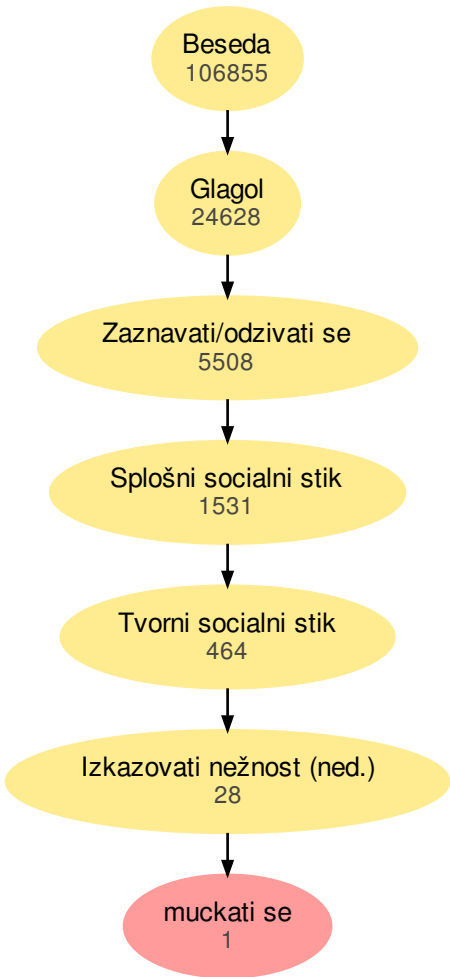 Beseda
106855
Glagol
24628
Zaznavati/odzivati se
5508
Splošni socialni stik
1531
Tvorni socialni stik
464
Izkazovati nežnost (ned.)
28
muckati se
1